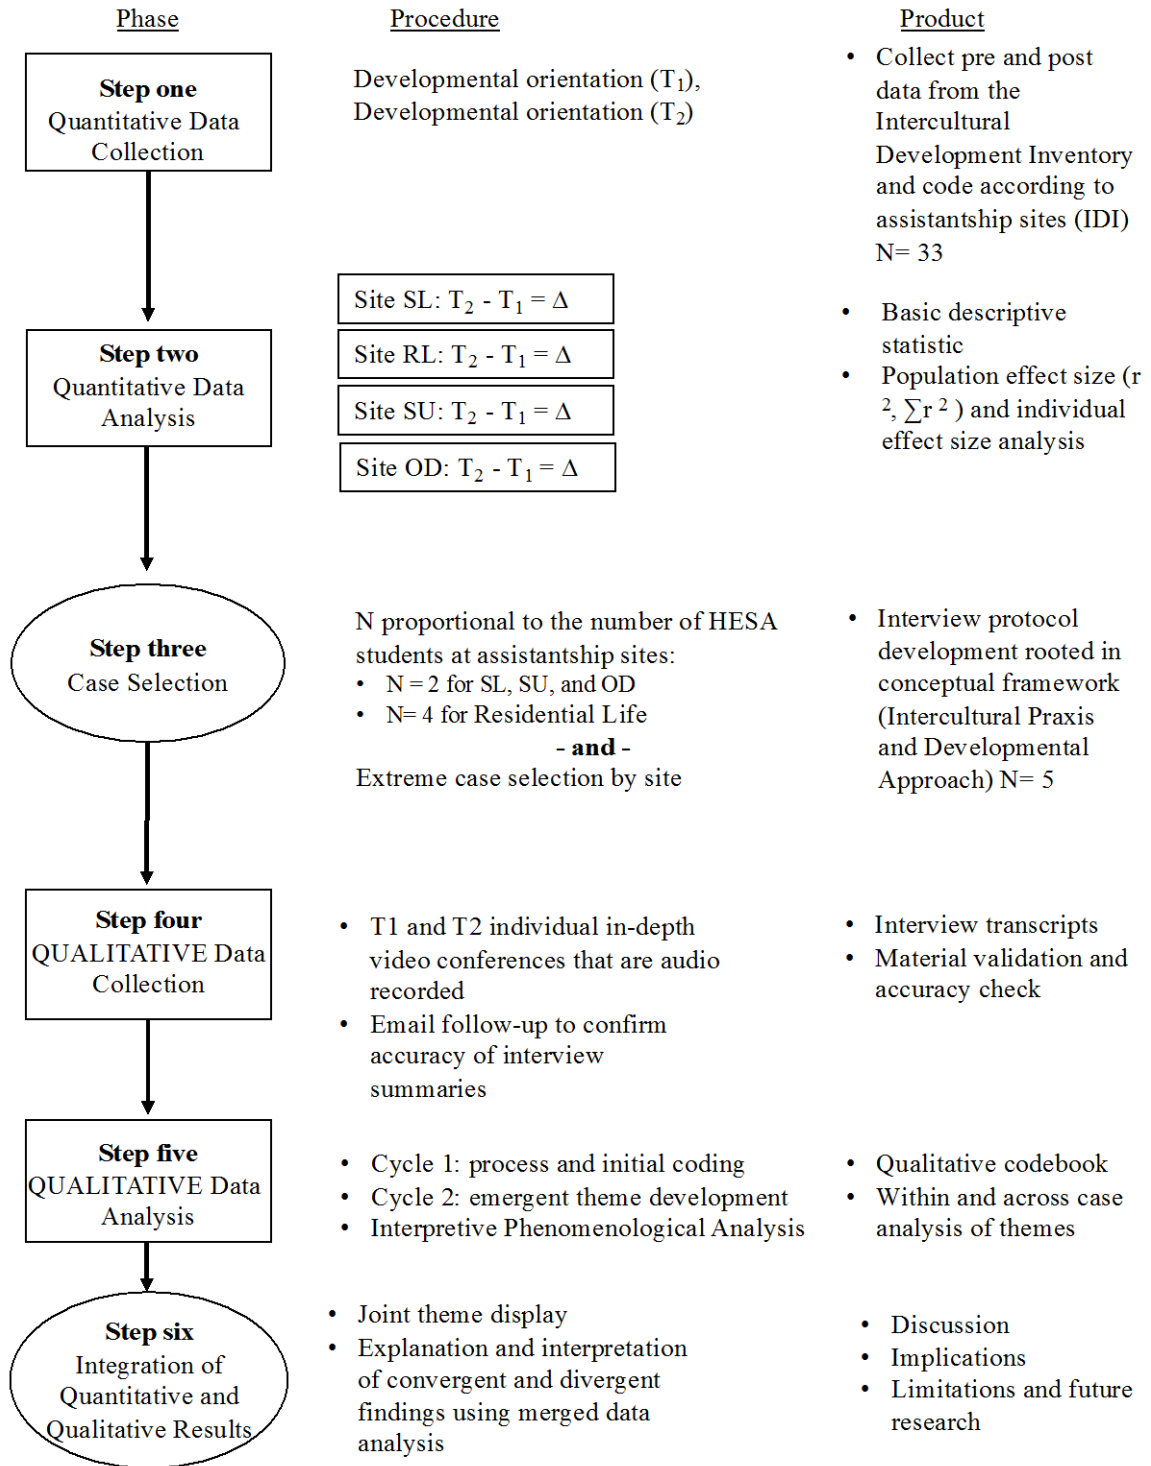 Phase
Procedure
Product
Step one
Quantitative Data
Collection
Developmental orientation (T₁),
Developmental orientation (T₂)
• Collect pre and post
data from the
Intercultural
Development Inventory
and code according to
assistantship sites (IDI)
N= 33
Step two
Quantitative Data
Analysis
Site SL: T₂ - T₁ = Δ
Site RL: T₂ - T₁ = Δ
Site SU: T₂ - T₁ = Δ
Site OD: T₂ - T₁ = Δ
• Basic descriptive
statistic
• Population effect size (r
², ∑r ² ) and individual
effect size analysis
Step three
Case Selection
N proportional to the number of HESA
students at assistantship sites:
• N = 2 for SL, SU, and OD
• N= 4 for Residential Life
- and -
Extreme case selection by site
• Interview protocol
development rooted in
conceptual framework
(Intercultural Praxis
and Developmental
Approach) N= 5
Step four
QUALITATIVE Data
Collection
• T1 and T2 individual in-depth
video conferences that are audio
recorded
• Email follow-up to confirm
accuracy of interview
summaries
• Interview transcripts
• Material validation and
accuracy check
Step five
QUALITATIVE Data
Analysis
• Cycle 1: process and initial coding
• Cycle 2: emergent theme development
• Interpretive Phenomenological Analysis
• Qualitative codebook
• Within and across case
analysis of themes
Step six
Integration of
Quantitative and
Qualitative Results
• Joint theme display
• Explanation and interpretation
of convergent and divergent
findings using merged data
analysis
• Discussion
• Implications
• Limitations and future
research